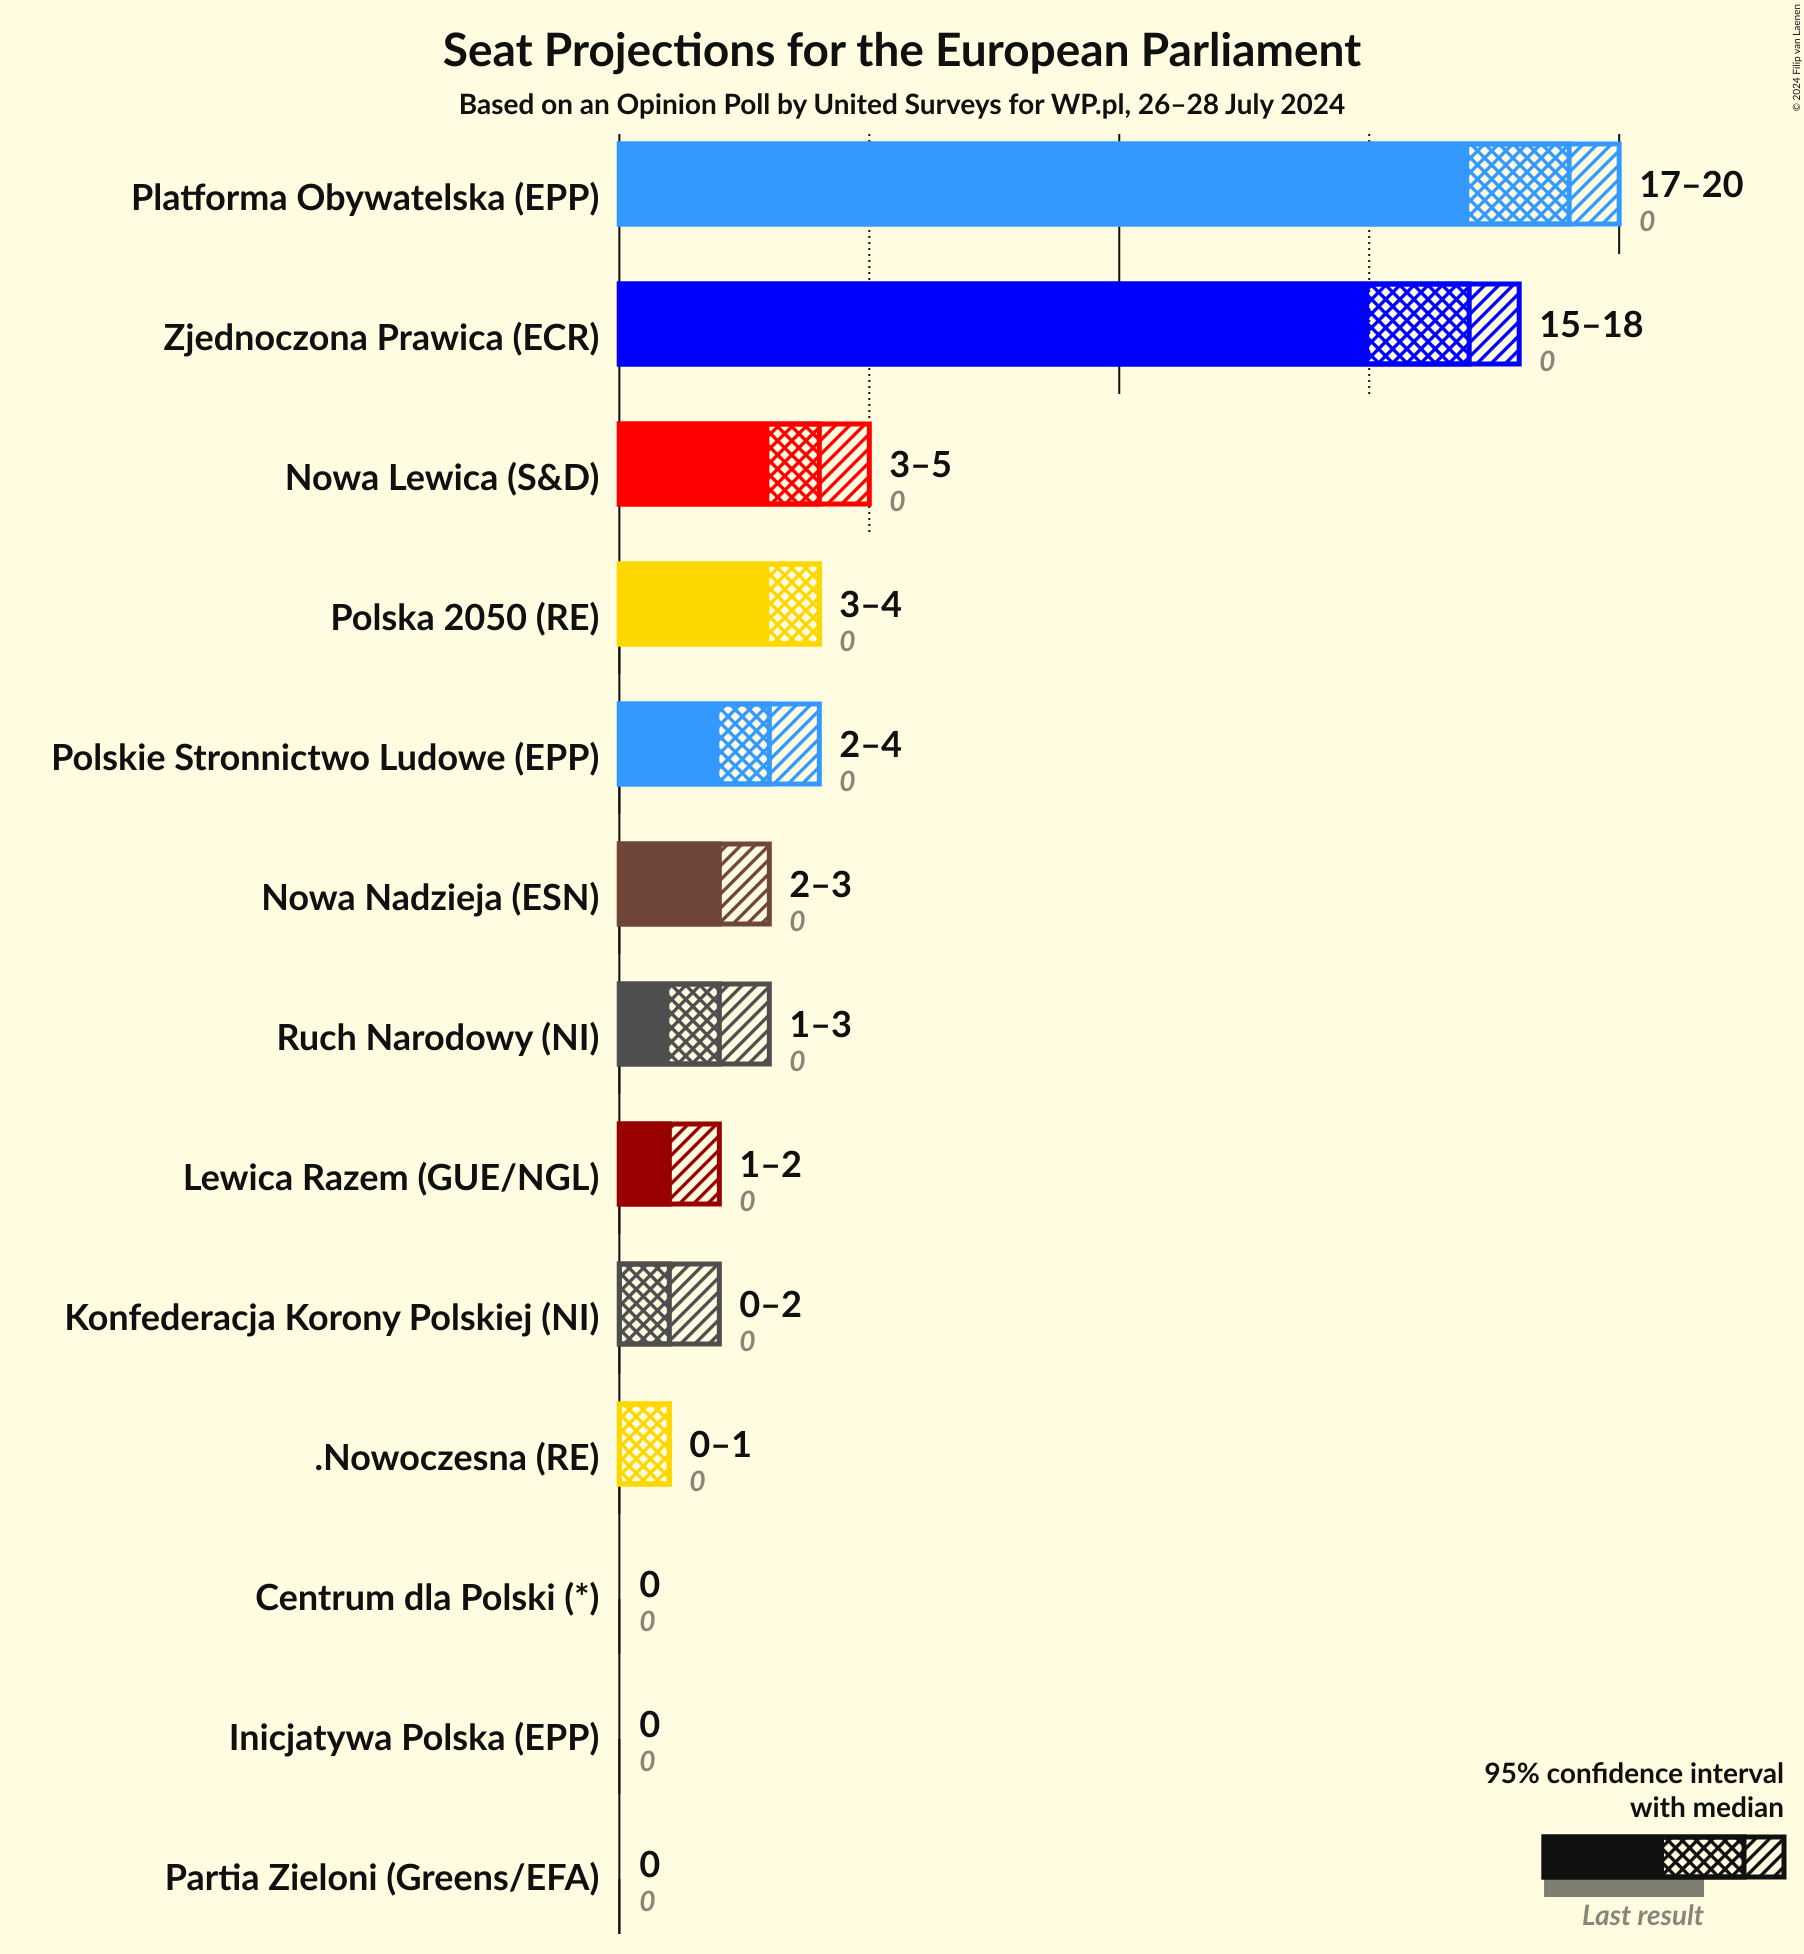 Seat Projections for the European Parliament
Based on an Opinion Poll by United Surveys for WP.pl, 26–28 July 2024
© 2024 Filip van Laenen
Platforma Obywatelska (EPP)
17–20
0
Zjednoczona Prawica (ECR)
15–18
0
Nowa Lewica (S&D)
3–5
0
Polska 2050 (RE)
3–4
0
Polskie Stronnictwo Ludowe (EPP)
2–4
0
Nowa Nadzieja (ESN)
2–3
0
Ruch Narodowy (NI)
1–3
0
Lewica Razem (GUE/NGL)
1–2
0
Konfederacja Korony Polskiej (NI)
0–2
0
.Nowoczesna (RE)
0–1
0
Centrum dla Polski (*)
0
0
Inicjatywa Polska (EPP)
0
0
Partia Zieloni (Greens/EFA)
0
0
95% confidence interval
with median
Last result